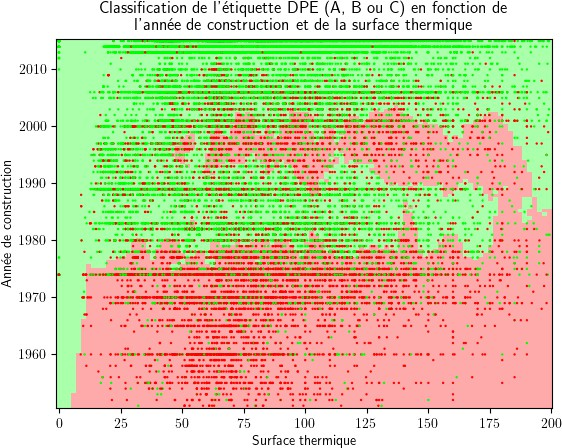 Classification de l'étiquette DPE (A, B ou C) en fonction de
l'année de construction et de la surface thermique
Année de construction
2010
2000
1990
1980
1970
1960
0 25 50 75 100 125 150 175 200
Surface thermique